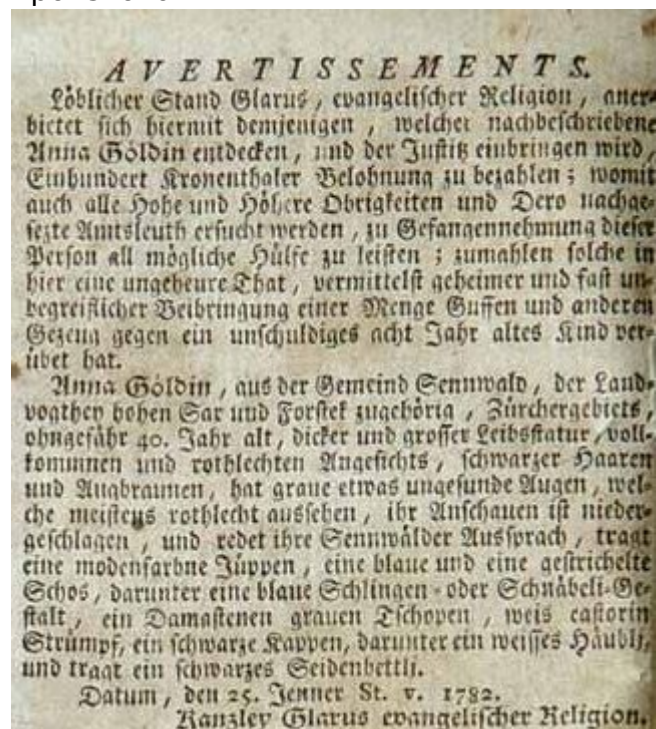 AVERTISSEMENTS.
Löblicher Stand Glarus, evangelischer Religion, aner-
bietet sich hiermit demjenigen, welcher nachbeschriebene
Anna Göldin entdecken, und der Justitz einbringen wird,
Einhundert Kronenthaler Belohnung zu bezahlen; womit
auch alle Hohe und Höhere Obrigkeiten und Dero nachge-
sezte Amtsleuth ersucht werden, zu Gefangennehmung dieser
Person all mögliche Hülfe zu leisten; zumahlen solche in
hier eine ungeheure That, vermittelst geheimer und fast un-
begreiflicher Beibringung einer Menge Guffen und anderen
Gezeug gegen ein unschuldiges acht Jahr altes Kind ver-
übet hat.
Anna Göldin, aus der Gemeind Sennwald, der Land-
vogthey hohen Sax und Forstek zugehörig, Zürchergebiets,
ohngefähr 40. Jahr alt, dicker und grosser Leibsstatur, voll-
kommnen und rothlechten Angesichts, schwarzer Haaren
und Augbraunen, hat graue etwas ungesunde Augen, wel-
che meistens rothlecht aussehen, ihr Anschauen ist nieder-
geschlagen, und redet ihre Sennwälder Aussprach, tragt
eine modenfarbne Jüppen, eine blaue und eine gestrichelte
Schos, darunter eine blaue Schlingen- oder Schnäbeli-Ge-
stalt, ein Damastenen grauen Tschopen, weis castorin
Strümpf, ein schwarze Kappen, darunter ein weisses Häublj,
und tragt ein schwarzes Seidenbettlj.
Datum, den 25. Jenner St. v. 1782.
Kanzley Glarus evangelischer Religion.